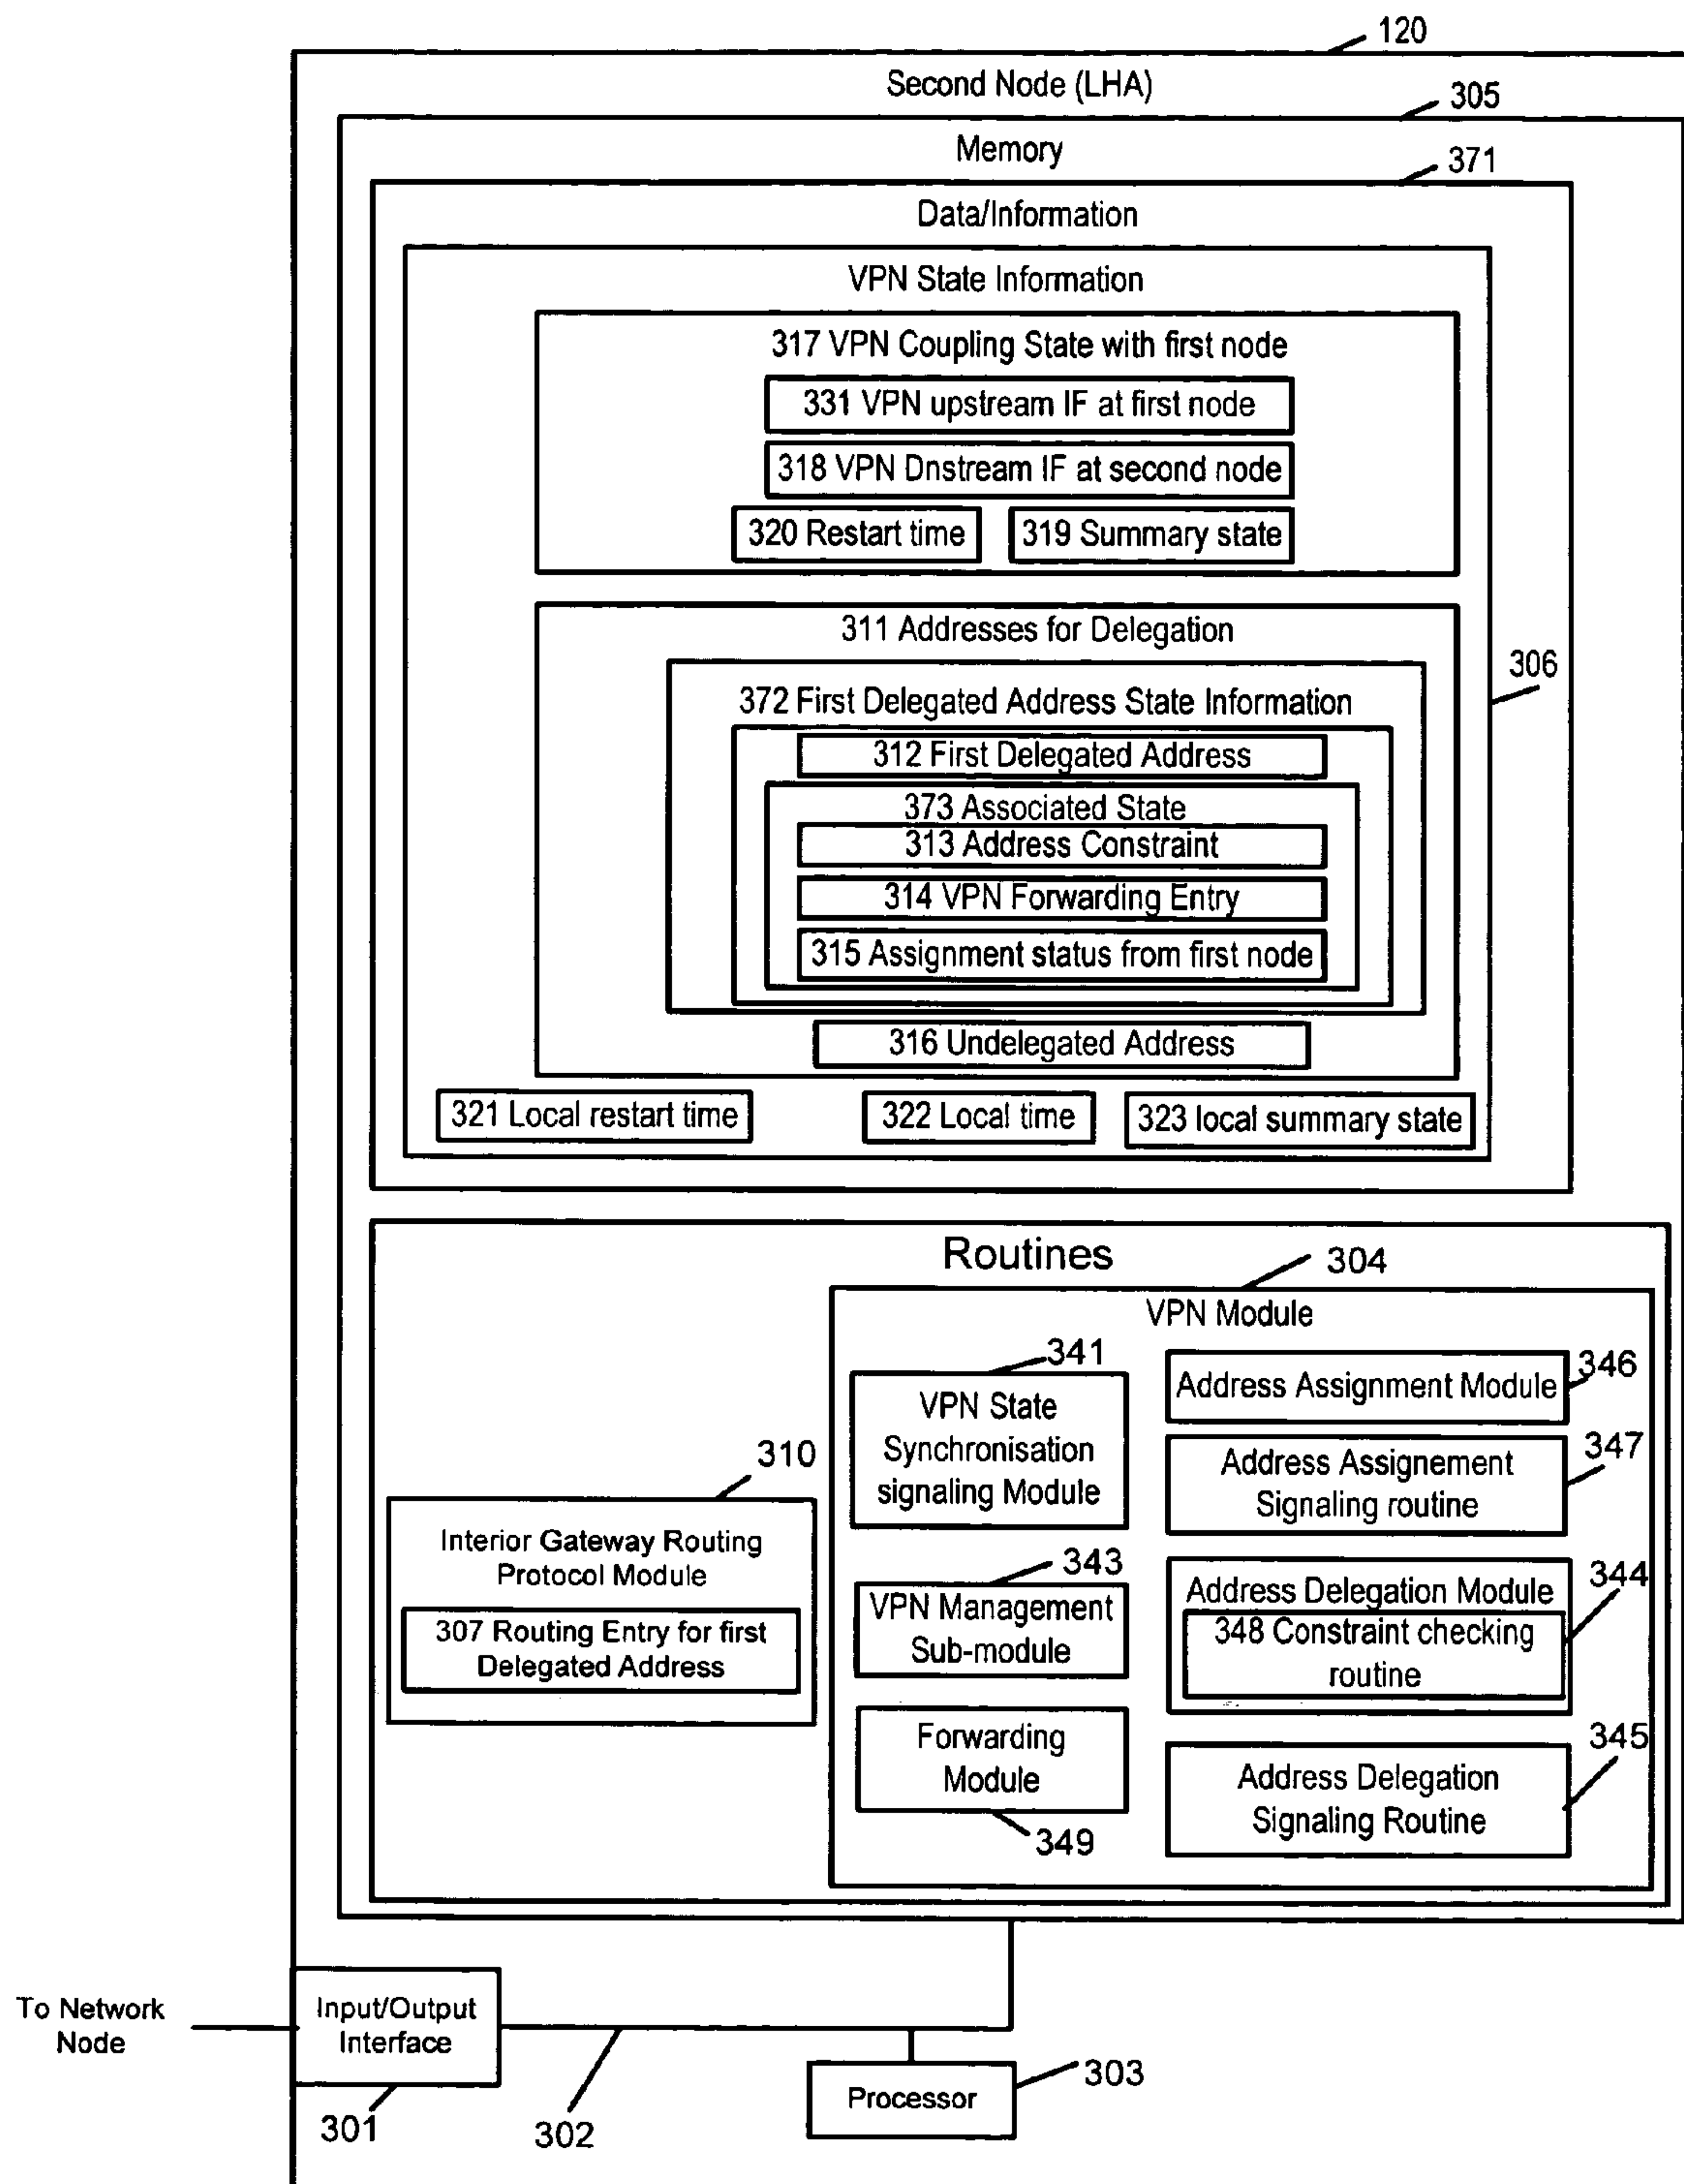 120
Second Node (LHA)
305
Memory
371
Data/Information
VPN State Information
317 VPN Coupling State with first node
331 VPN upstream IF at first node
318 VPN Dnstream IF at second node
320 Restart time
319 Summary state
311 Addresses for Delegation
306
372 First Delegated Address State Information
312 First Delegated Address
373 Associated State
313 Address Constraint
314 VPN Forwarding Entry
315 Assignment status from first node
316 Undelegated Address
321 Local restart time
322 Local time
323 local summary state
Routines
304
VPN Module
341
VPN State
Synchronisation
signaling Module
346
Address Assignment Module
347
Address Assignement
Signaling routine
310
Interior Gateway Routing
Protocol Module
307 Routing Entry for first
Delegated Address
343
VPN Management
Sub-module
344
Address Delegation Module
348 Constraint checking
routine
Forwarding
Module
349
345
Address Delegation
Signaling Routine
To Network
Node
Input/Output
Interface
301
302
Processor
303